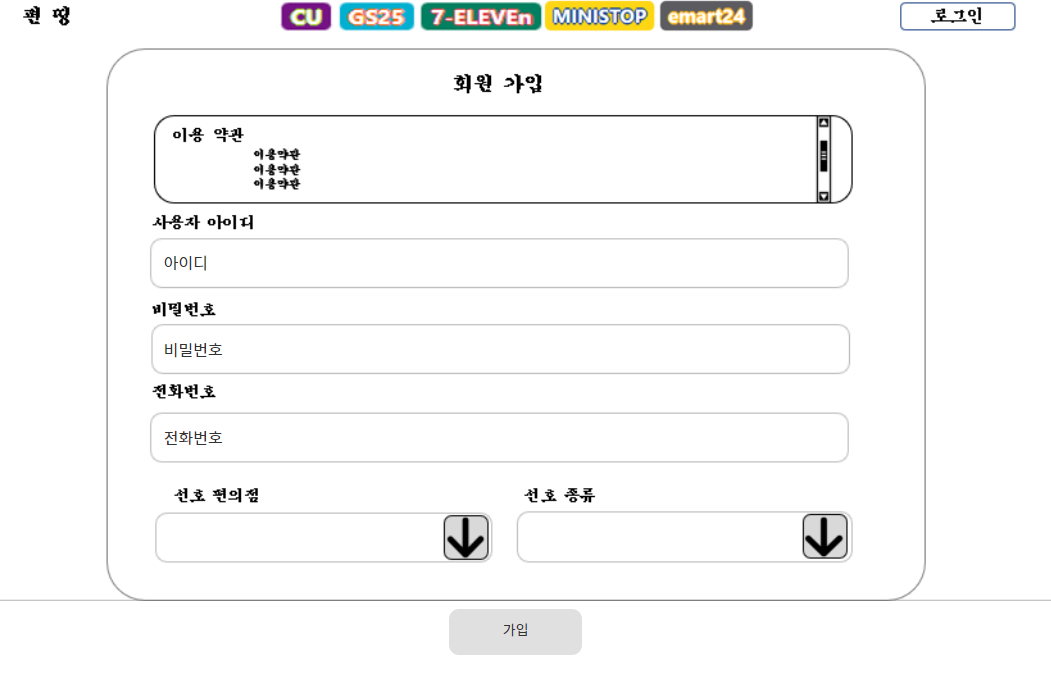 편 띵
CU GS25 7-ELEVEn MINISTOP emart24
로그인
회원 가입
이용 약관
이용약관
이용약관
이용약관
사용자 아이디
아이디
비밀번호
비밀번호
전화번호
전화번호
선호 편의점
선호 종류
가입